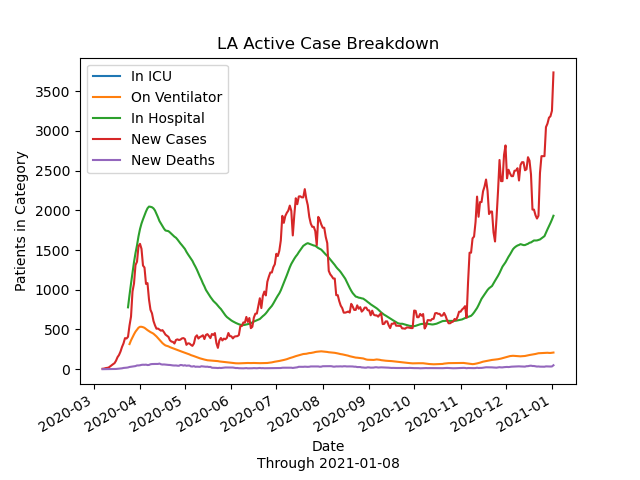 LA Active Case Breakdown
In ICU
On Ventilator
In Hospital
New Cases
New Deaths
Patients in Category
3500
3000
2500
2000
1500
1000
500
0
2020-03
2020-04
2020-05
2020-06
2020-07
2020-08
2020-09
2020-10
2020-11
2020-12
2021-01
Date
Through 2021-01-08